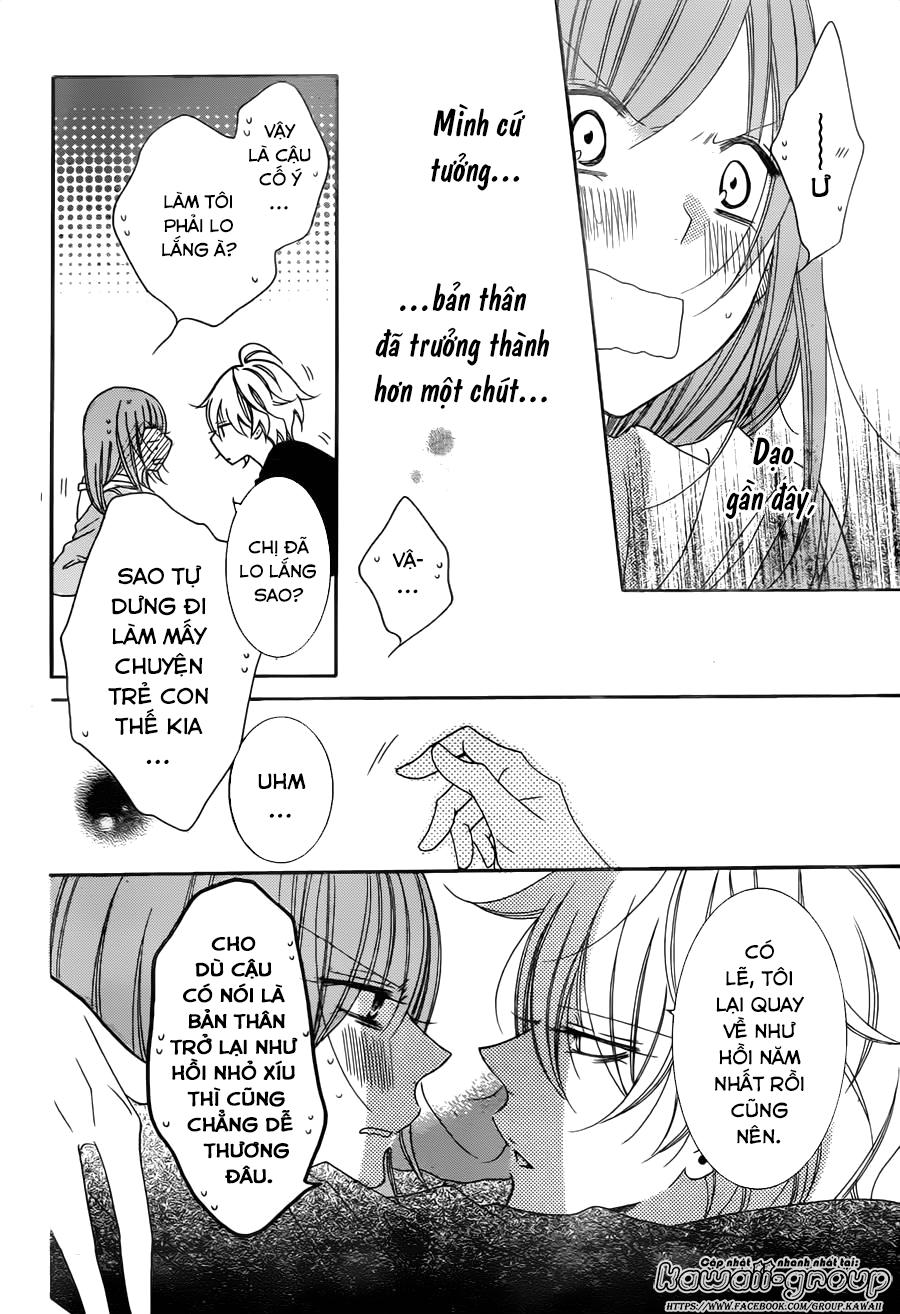 Ư
Dạo
gần đây,
Mình cứ
tưởng...
...bản thân
đã trưởng thành
hơn một chút...
VẬ-
...
VẬY
LÀ CẬU
CỐ Ý
...
LÀM TÔI
PHẢI LO
LẮNG À?
CHỊ ĐÃ
LO LẮNG
SAO?
SAO TỰ
DƯNG ĐI
LÀM MẤY
CHUYỆN
TRẺ CON
THẾ KIA
...
UHM
...
CÓ
LẼ, TÔI
LẠI QUAY
VỀ NHƯ
HỒI NĂM
NHẤT RỒI
CŨNG
NÊN.
CHO
DÙ CẬU
CÓ NÓI LÀ
BẢN THÂN
TRỞ LẠI NHƯ
HỒI NHỎ XÍU
THÌ CŨNG
CHẲNG DỄ
THƯƠNG
ĐÂU.
Cập nhật nhanh nhất tại:
kawaii-group
HTTPS://WWW.FACEBOOK.COM/GROUP.KAWAII